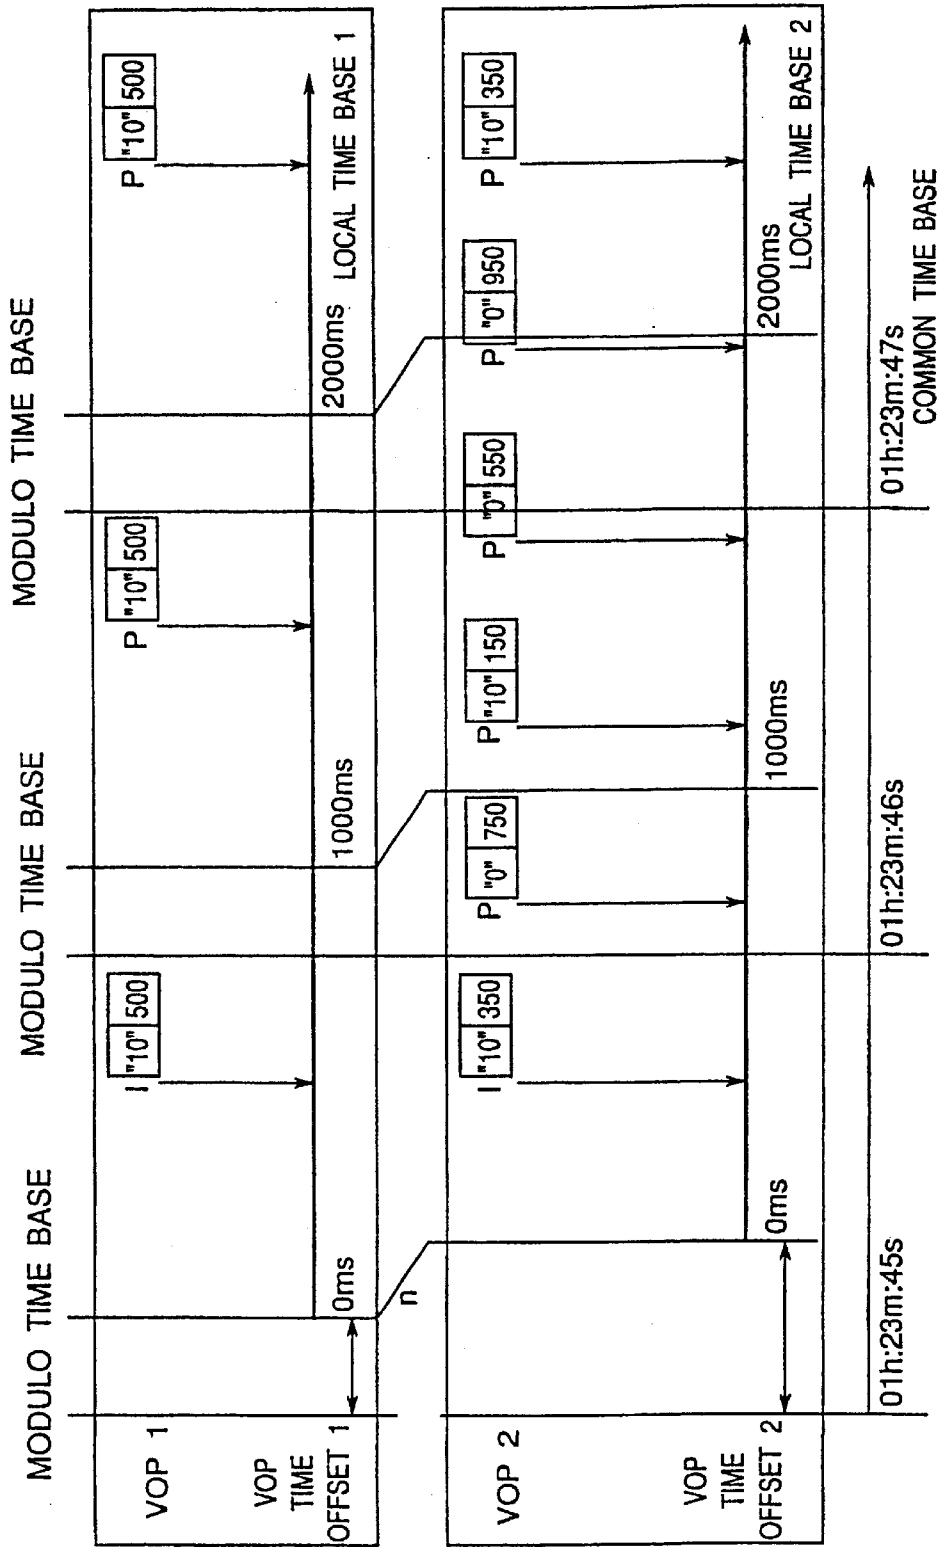 MODULO TIME BASE
MODULO TIME BASE
MODULO TIME BASE
VOP 1
I "10" 500
P "10" 500
P "10" 500
VOP
TIME
OFFSET 1
0ms
1000ms
2000ms
LOCAL TIME BASE 1
n
VOP 2
I "10" 350
P "0" 750
P "10" 150
P "0" 550
P "0" 950
P "10" 350
VOP
TIME
OFFSET 2
0ms
1000ms
2000ms
LOCAL TIME BASE 2
01h:23m:45s
01h:23m:46s
01h:23m:47s
COMMON TIME BASE